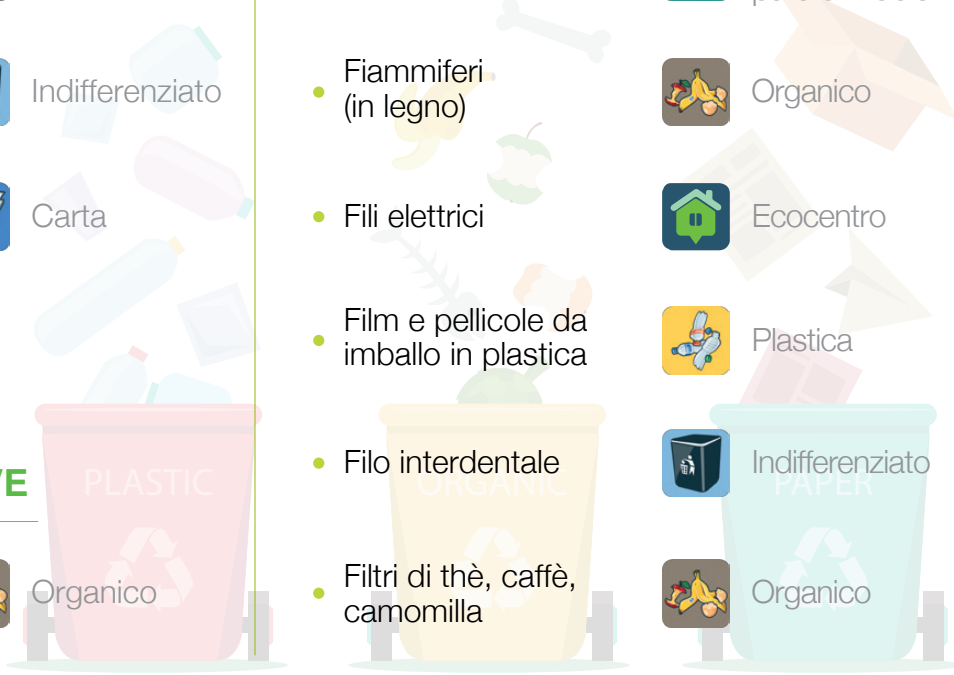 Indifferenziato
Carta
PLASTIC
Organico
Fiammiferi
(in legno)
Organico
Fili elettrici
Ecocentro
Film e pellicole da
imballo in plastica
Plastica
Filo interdentale
Indifferenziato
ORGANIC
PAPER
Filtri di thè, caffè,
camomilla
Organico